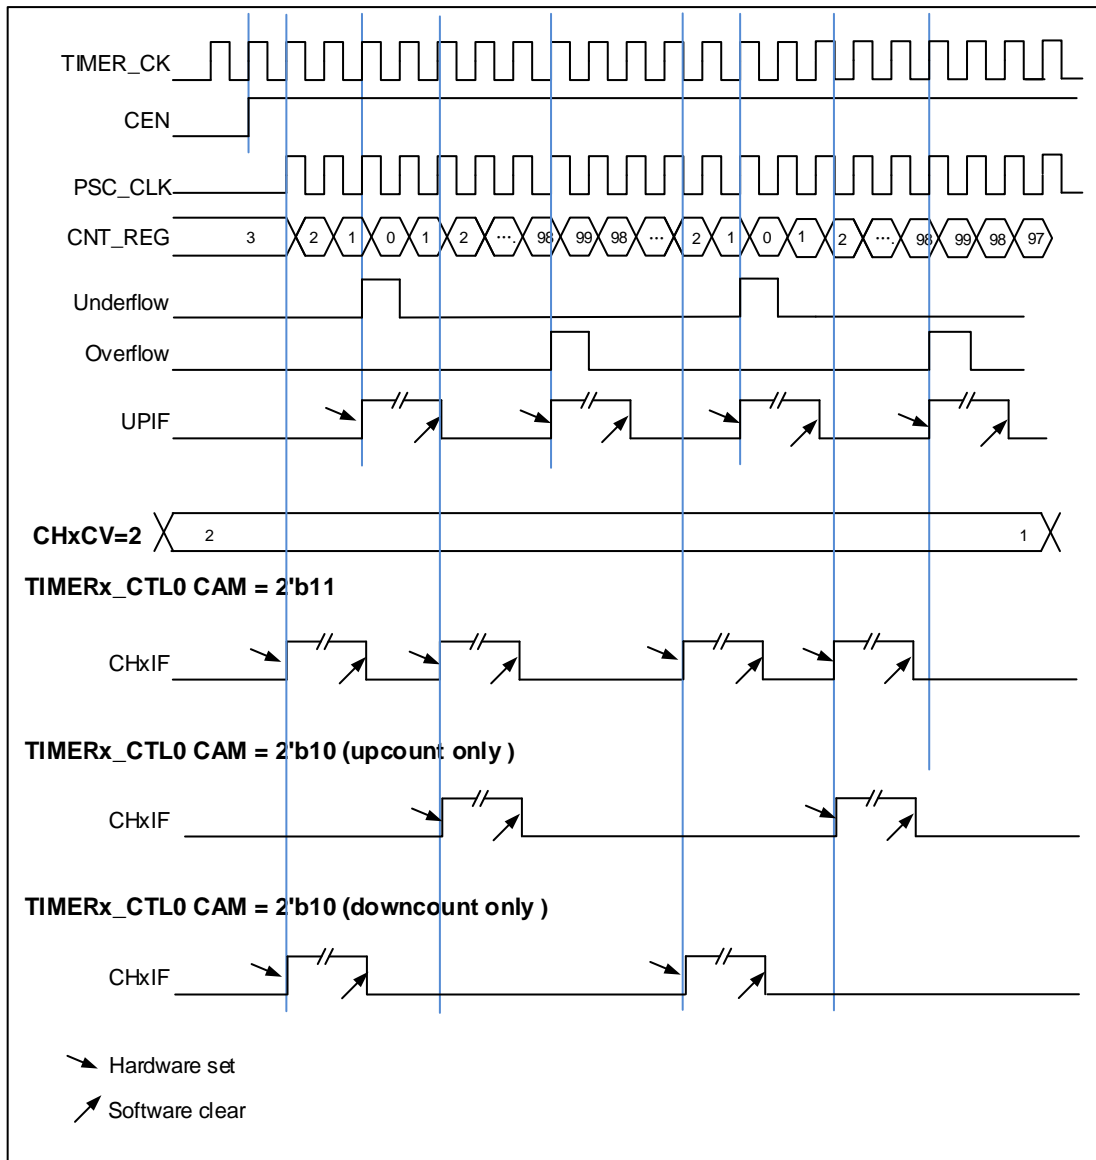 TIMER_CK
CEN
PSC_CLK
CNT_REG 3 2 1 0 1 2 .... 98 99 98 ... 2 1 0 1 2 .... 98 99 98 97
Underflow
Overflow
UPIF
CHxCV=2 2 1
TIMERx_CTL0 CAM = 2'b11
CHxIF
TIMERx_CTL0 CAM = 2'b10 (upcount only )
CHxIF
TIMERx_CTL0 CAM = 2'b10 (downcount only )
CHxIF
Hardware set
Software clear